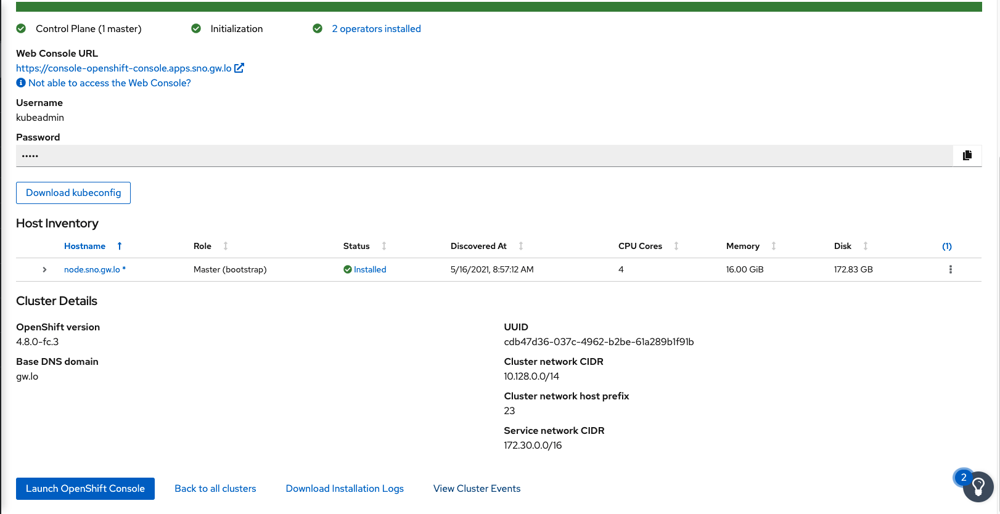 Control Plane (1 master) Initialization 2 operators installed
Web Console URL
https://console-openshift-console.apps.sno.gw.lo
Not able to access the Web Console?
Username
kubeadmin
Password
•••••
Download kubeconfig
Host Inventory
Hostname Role Status Discovered At CPU Cores Memory Disk (1)
node.sno.gw.lo * Master (bootstrap) Installed 5/16/2021, 8:57:12 AM 4 16.00 GiB 172.83 GB
Cluster Details
OpenShift version
4.8.0-fc.3
Base DNS domain
gw.lo
UUID
cdb47d36-037c-4962-b2be-61a289b1f91b
Cluster network CIDR
10.128.0.0/14
Cluster network host prefix
23
Service network CIDR
172.30.0.0/16
Launch OpenShift Console Back to all clusters Download Installation Logs View Cluster Events
2